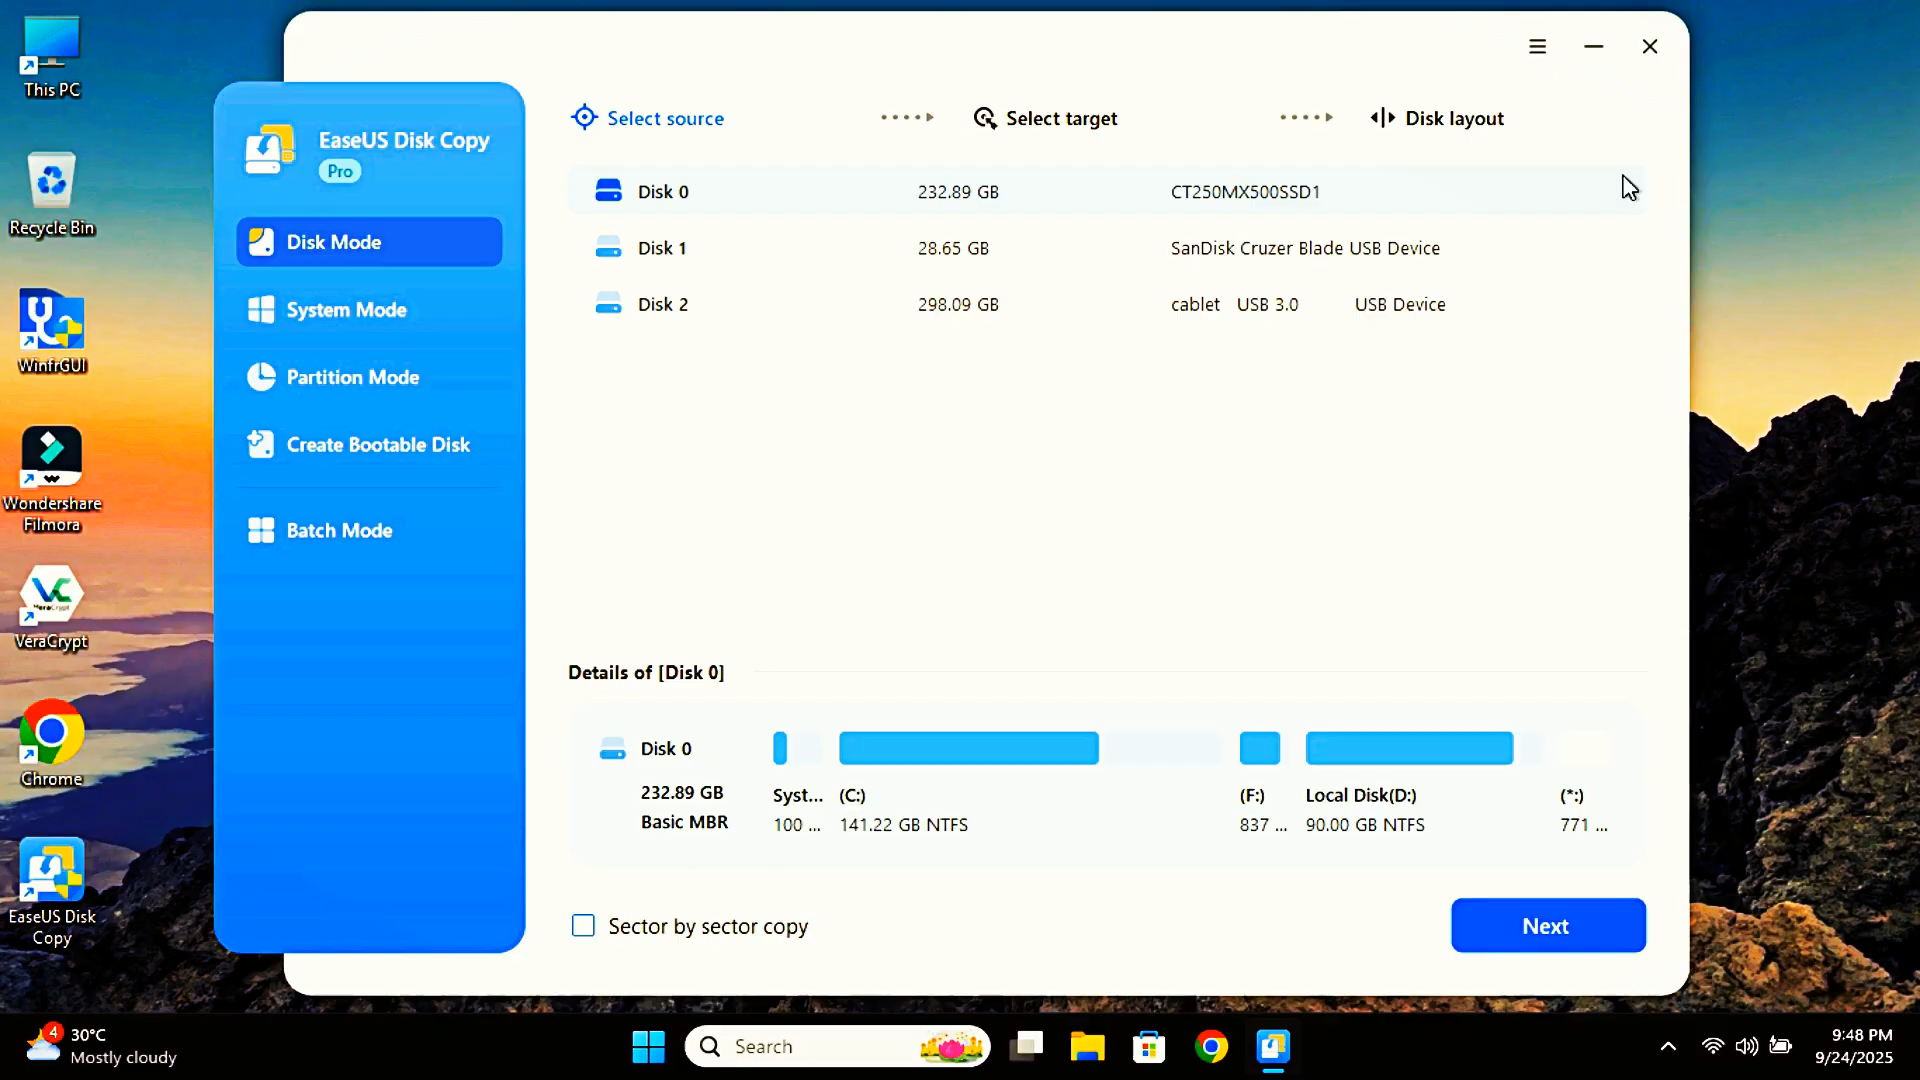 This PC
Recycle Bin
WinfrGUI
Wondershare
Filmora
VeraCrypt
Chrome
EaseUS Disk
Copy
EaseUS Disk Copy
Pro
Disk Mode
System Mode
Partition Mode
Create Bootable Disk
Batch Mode
Select source
Select target
Disk layout
Disk 0 232.89 GB CT250MX500SSD1
Disk 1 28.65 GB SanDisk Cruzer Blade USB Device
Disk 2 298.09 GB cablet USB 3.0 USB Device
Details of [Disk 0]
Disk 0
232.89 GB
Basic MBR
Syst... (C:) (F:) Local Disk(D:) (*:)
100 ... 141.22 GB NTFS 837 ... 90.00 GB NTFS 771 ...
Sector by sector copy
Next
4
30°C
Mostly cloudy
Search
9:48 PM
9/24/2025